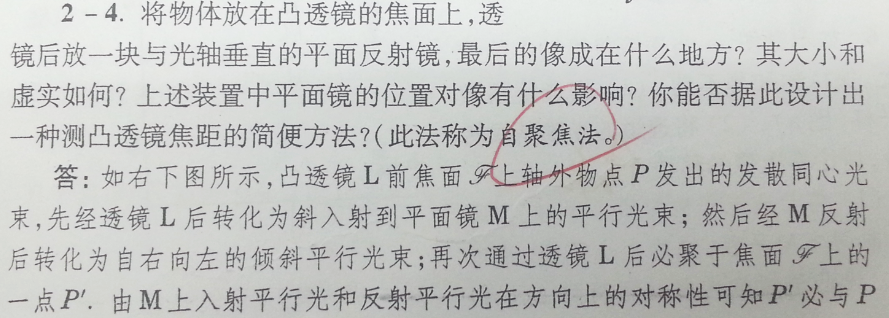 2-4. 将物体放在凸透镜的焦面上,透
镜后放一块与光轴垂直的平面反射镜,最后的像成在什么地方? 其大小和
虚实如何? 上述装置中平面镜的位置对像有什么影响? 你能否据此设计出
一种测凸透镜焦距的简便方法?(此法称为自聚焦法。)
答: 如右下图所示,凸透镜 L 前焦面 ℱ 上轴外物点 P 发出的发散同心光
束,先经透镜 L 后转化为斜入射到平面镜 M 上的平行光束; 然后经 M 反射
后转化为自右向左的倾斜平行光束;再次通过透镜 L 后必聚于焦面 ℱ 上的
一点 P′. 由 M 上入射平行光和反射平行光在方向上的对称性可知 P′ 必与 P